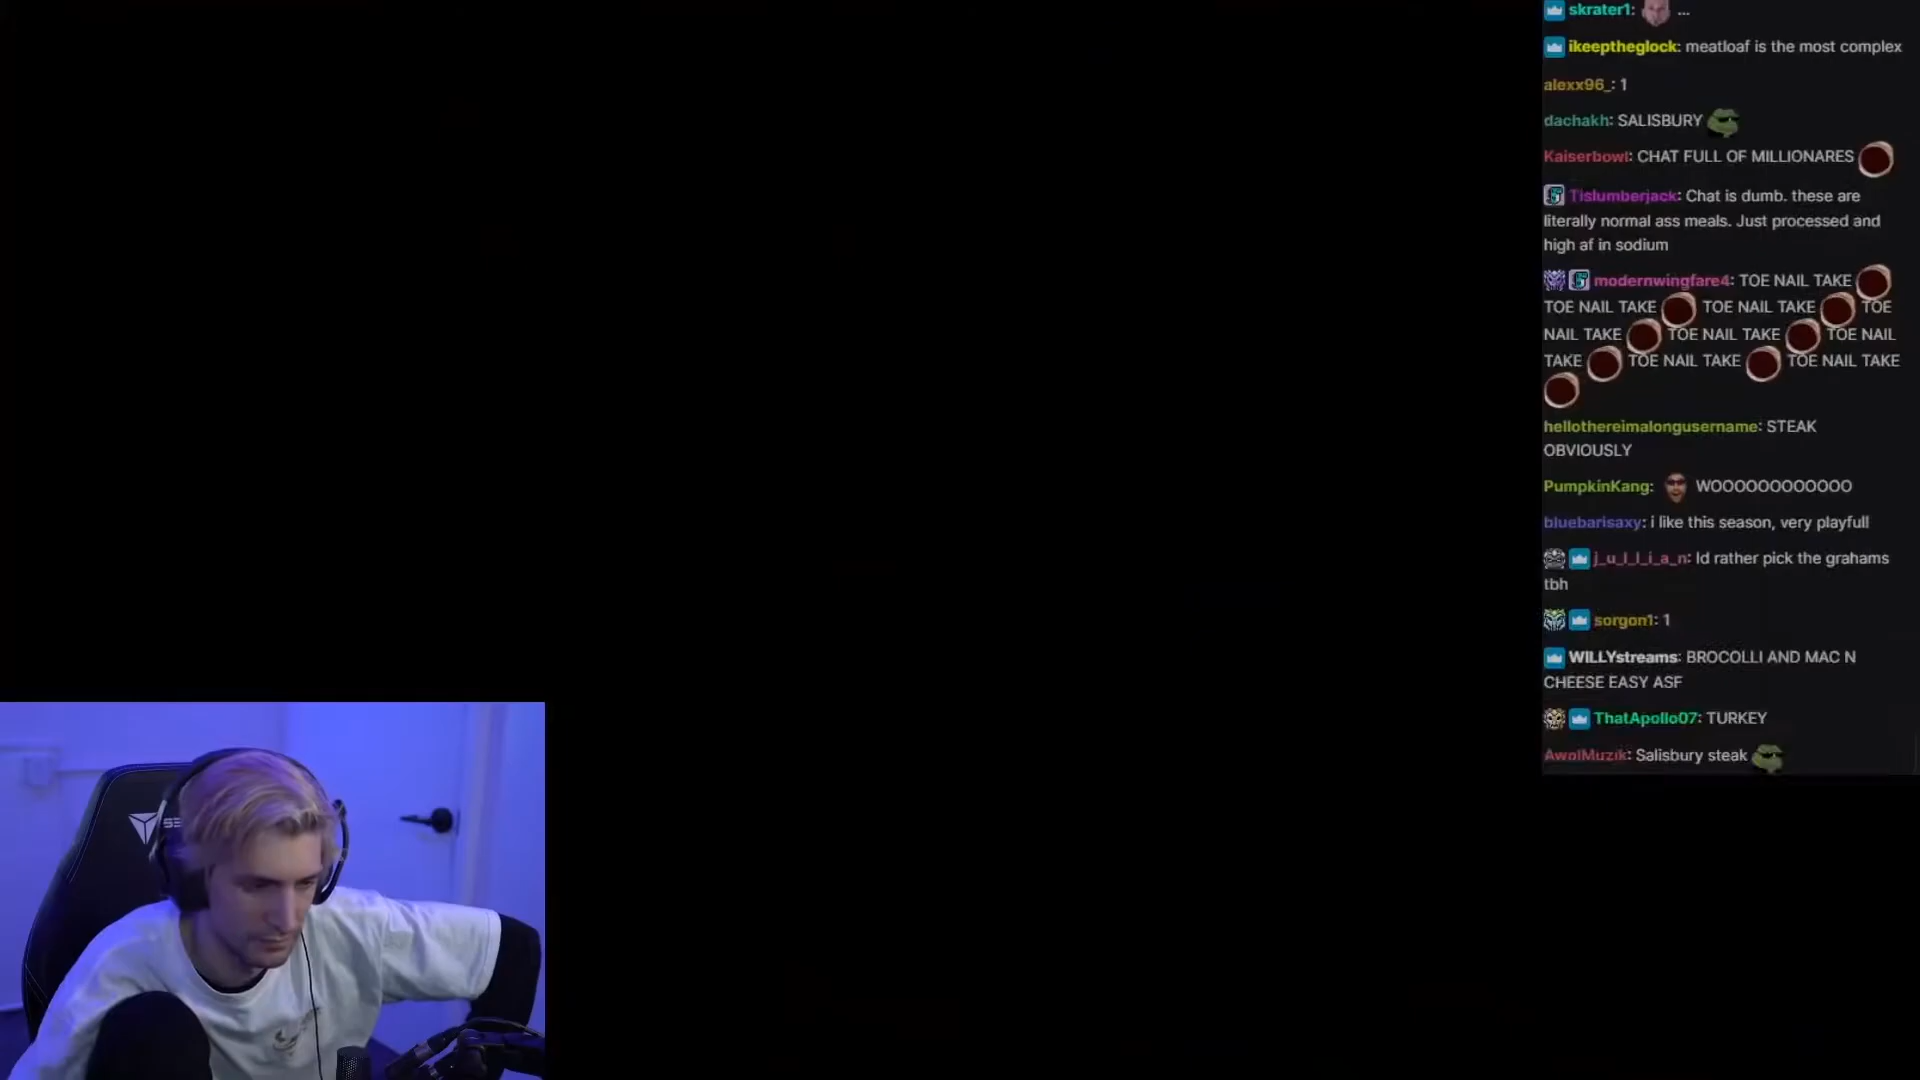 skrater1: ...
ikeeptheglock: meatloaf is the most complex
alexx96_: 1
dachakh: SALISBURY
Kaiserbowl: CHAT FULL OF MILLIONARES
Tislumberjack: Chat is dumb. these are
literally normal ass meals. Just processed and
high af in sodium
modernwingfare4: TOE NAIL TAKE
TOE NAIL TAKE TOE NAIL TAKE TOE
NAIL TAKE TOE NAIL TAKE TOE NAIL
TAKE TOE NAIL TAKE TOE NAIL TAKE
hellothereimalongusername: STEAK
OBVIOUSLY
PumpkinKang: WOOOOOOOOOOOO
bluebarisaxy: i like this season, very playfull
j_u_l_l_i_a_n: Id rather pick the grahams
tbh
sorgon1: 1
WILLYstreams: BROCOLLI AND MAC N
CHEESE EASY ASF
ThatApollo07: TURKEY
AwolMuzik: Salisbury steak